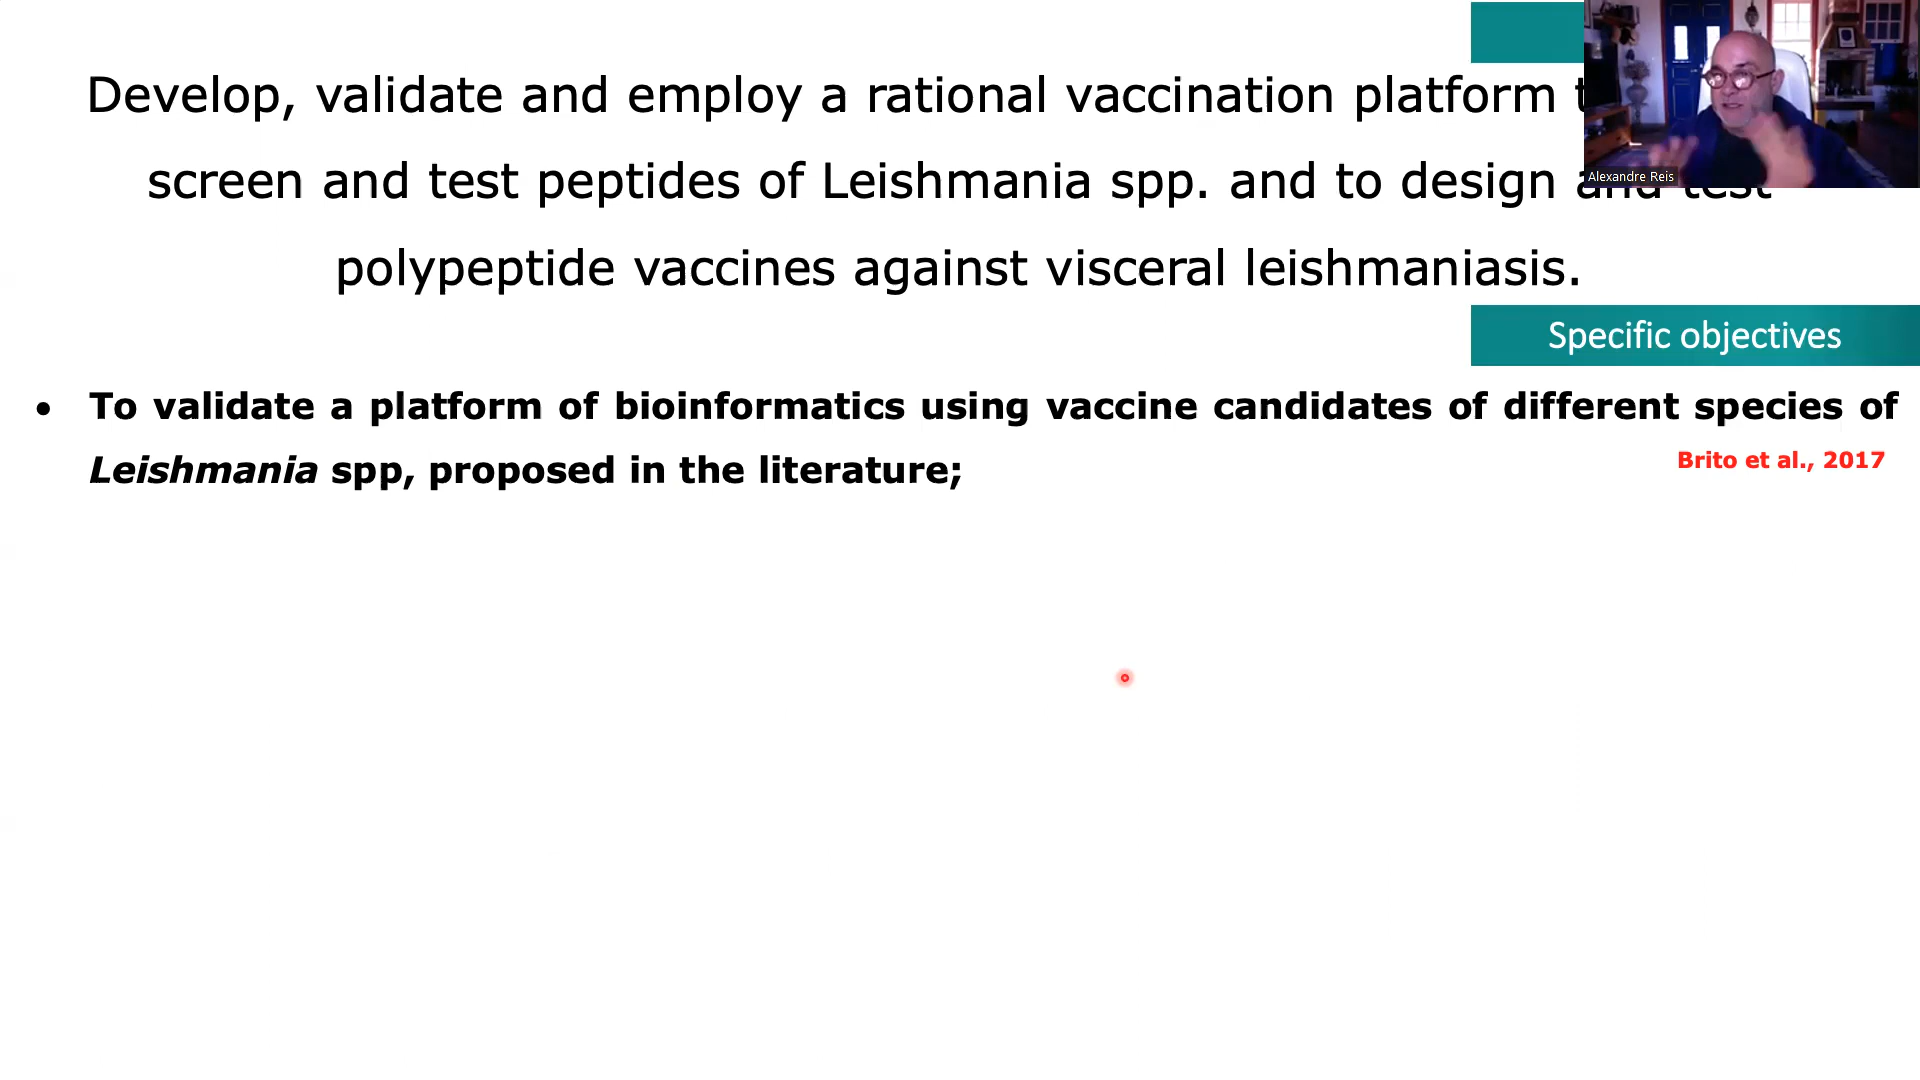 Develop, validate and employ a rational vaccination platform
screen and test peptides of Leishmania spp. and to design and test
polypeptide vaccines against visceral leishmaniasis.
Specific objectives
• To validate a platform of bioinformatics using vaccine candidates of different species of
Leishmania spp, proposed in the literature;
Brito et al., 2017
Alexandre Reis